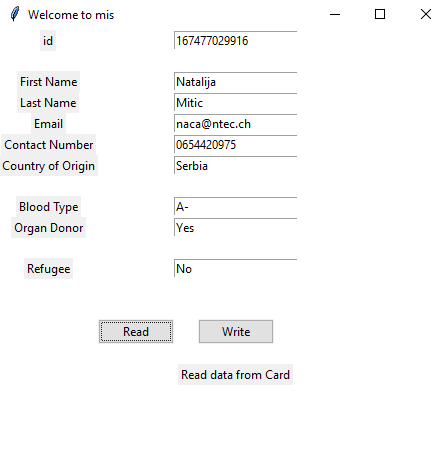 Welcome to mis
id 167477029916
First Name Natalija
Last Name Mitic
Email naca@ntec.ch
Contact Number 0654420975
Country of Origin Serbia
Blood Type A-
Organ Donor Yes
Refugee No
Read Write
Read data from Card